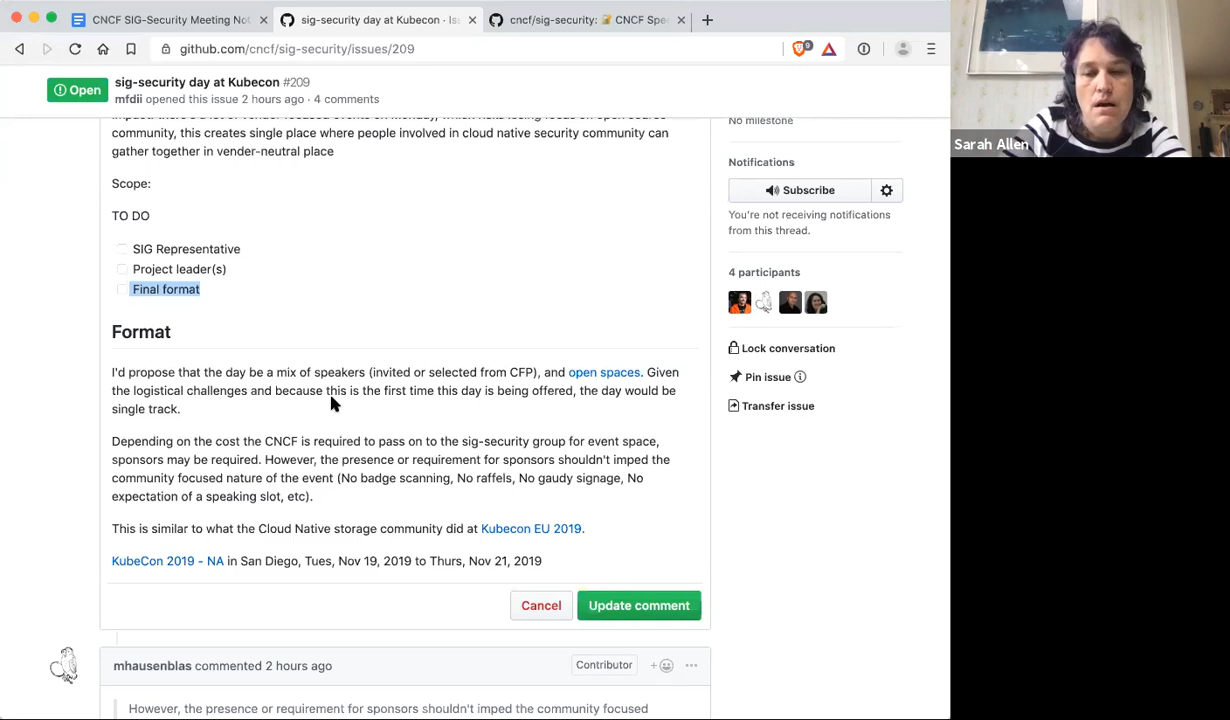 CNCF SIG-Security Meeting Not
sig-security day at Kubecon · Iss
cncf/sig-security: 📝 CNCF Spe
github.com/cncf/sig-security/issues/209
9
Open
sig-security day at Kubecon #209
mfdii opened this issue 2 hours ago · 4 comments
community, this creates single place where people involved in cloud native security community can
gather together in vender-neutral place
Scope:
TO DO
SIG Representative
Project leader(s)
Final format
Format
I'd propose that the day be a mix of speakers (invited or selected from CFP), and open spaces. Given
the logistical challenges and because this is the first time this day is being offered, the day would be
single track.
Depending on the cost the CNCF is required to pass on to the sig-security group for event space,
sponsors may be required. However, the presence or requirement for sponsors shouldn't imped the
community focused nature of the event (No badge scanning, No raffels, No gaudy signage, No
expectation of a speaking slot, etc).
This is similar to what the Cloud Native storage community did at Kubecon EU 2019.
KubeCon 2019 - NA in San Diego, Tues, Nov 19, 2019 to Thurs, Nov 21, 2019
Cancel
Update comment
mhausenblas commented 2 hours ago
Contributor
However, the presence or requirement for sponsors shouldn't imped the community focused
No milestone
Notifications
Subscribe
You're not receiving notifications
from this thread.
4 participants
Lock conversation
Pin issue
Transfer issue
Sarah Allen